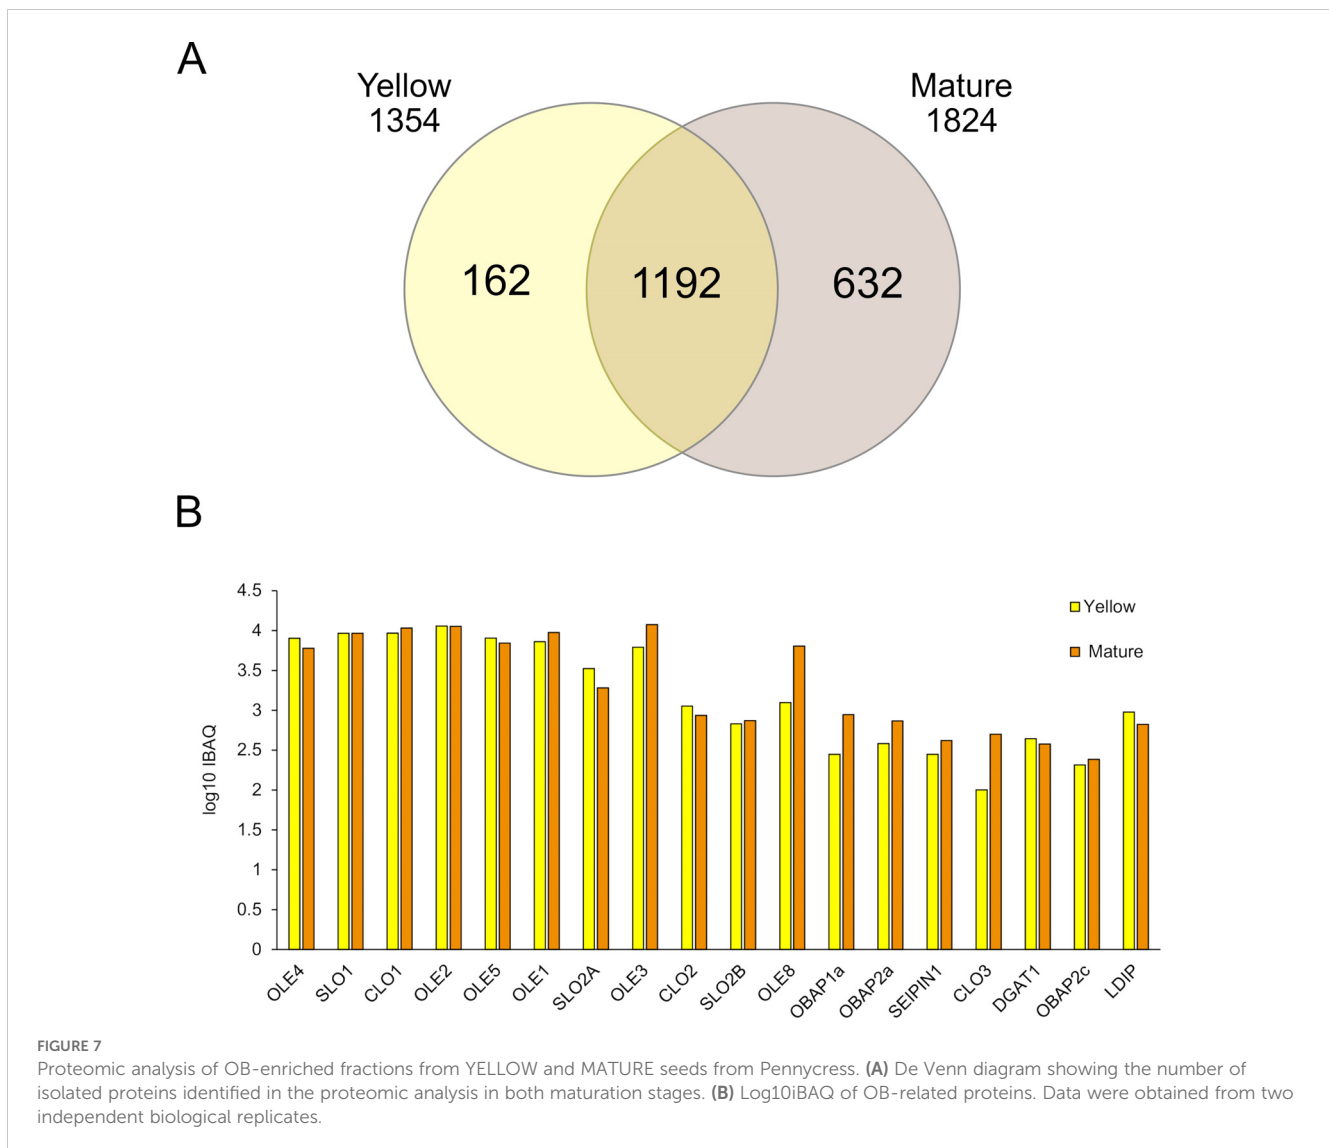 A
Yellow
1354
Mature
1824
162
1192
632
B
4.5
4
3.5
3
2.5
2
1.5
1
0.5
0
log10 IBAQ
Yellow
Mature
OLE4
SLO1
CLO1
OLE2
OLE5
OLE1
SLO2A
OLE3
CLO2
SLO2B
OLE8
OBAP1a
OBAP2a
SEIPIN1
CLO3
DGAT1
OBAP2c
LDIP
FIGURE 7
Proteomic analysis of OB-enriched fractions from YELLOW and MATURE seeds from Pennycress. (A) De Venn diagram showing the number of
isolated proteins identified in the proteomic analysis in both maturation stages. (B) Log10iBAQ of OB-related proteins. Data were obtained from two
independent biological replicates.